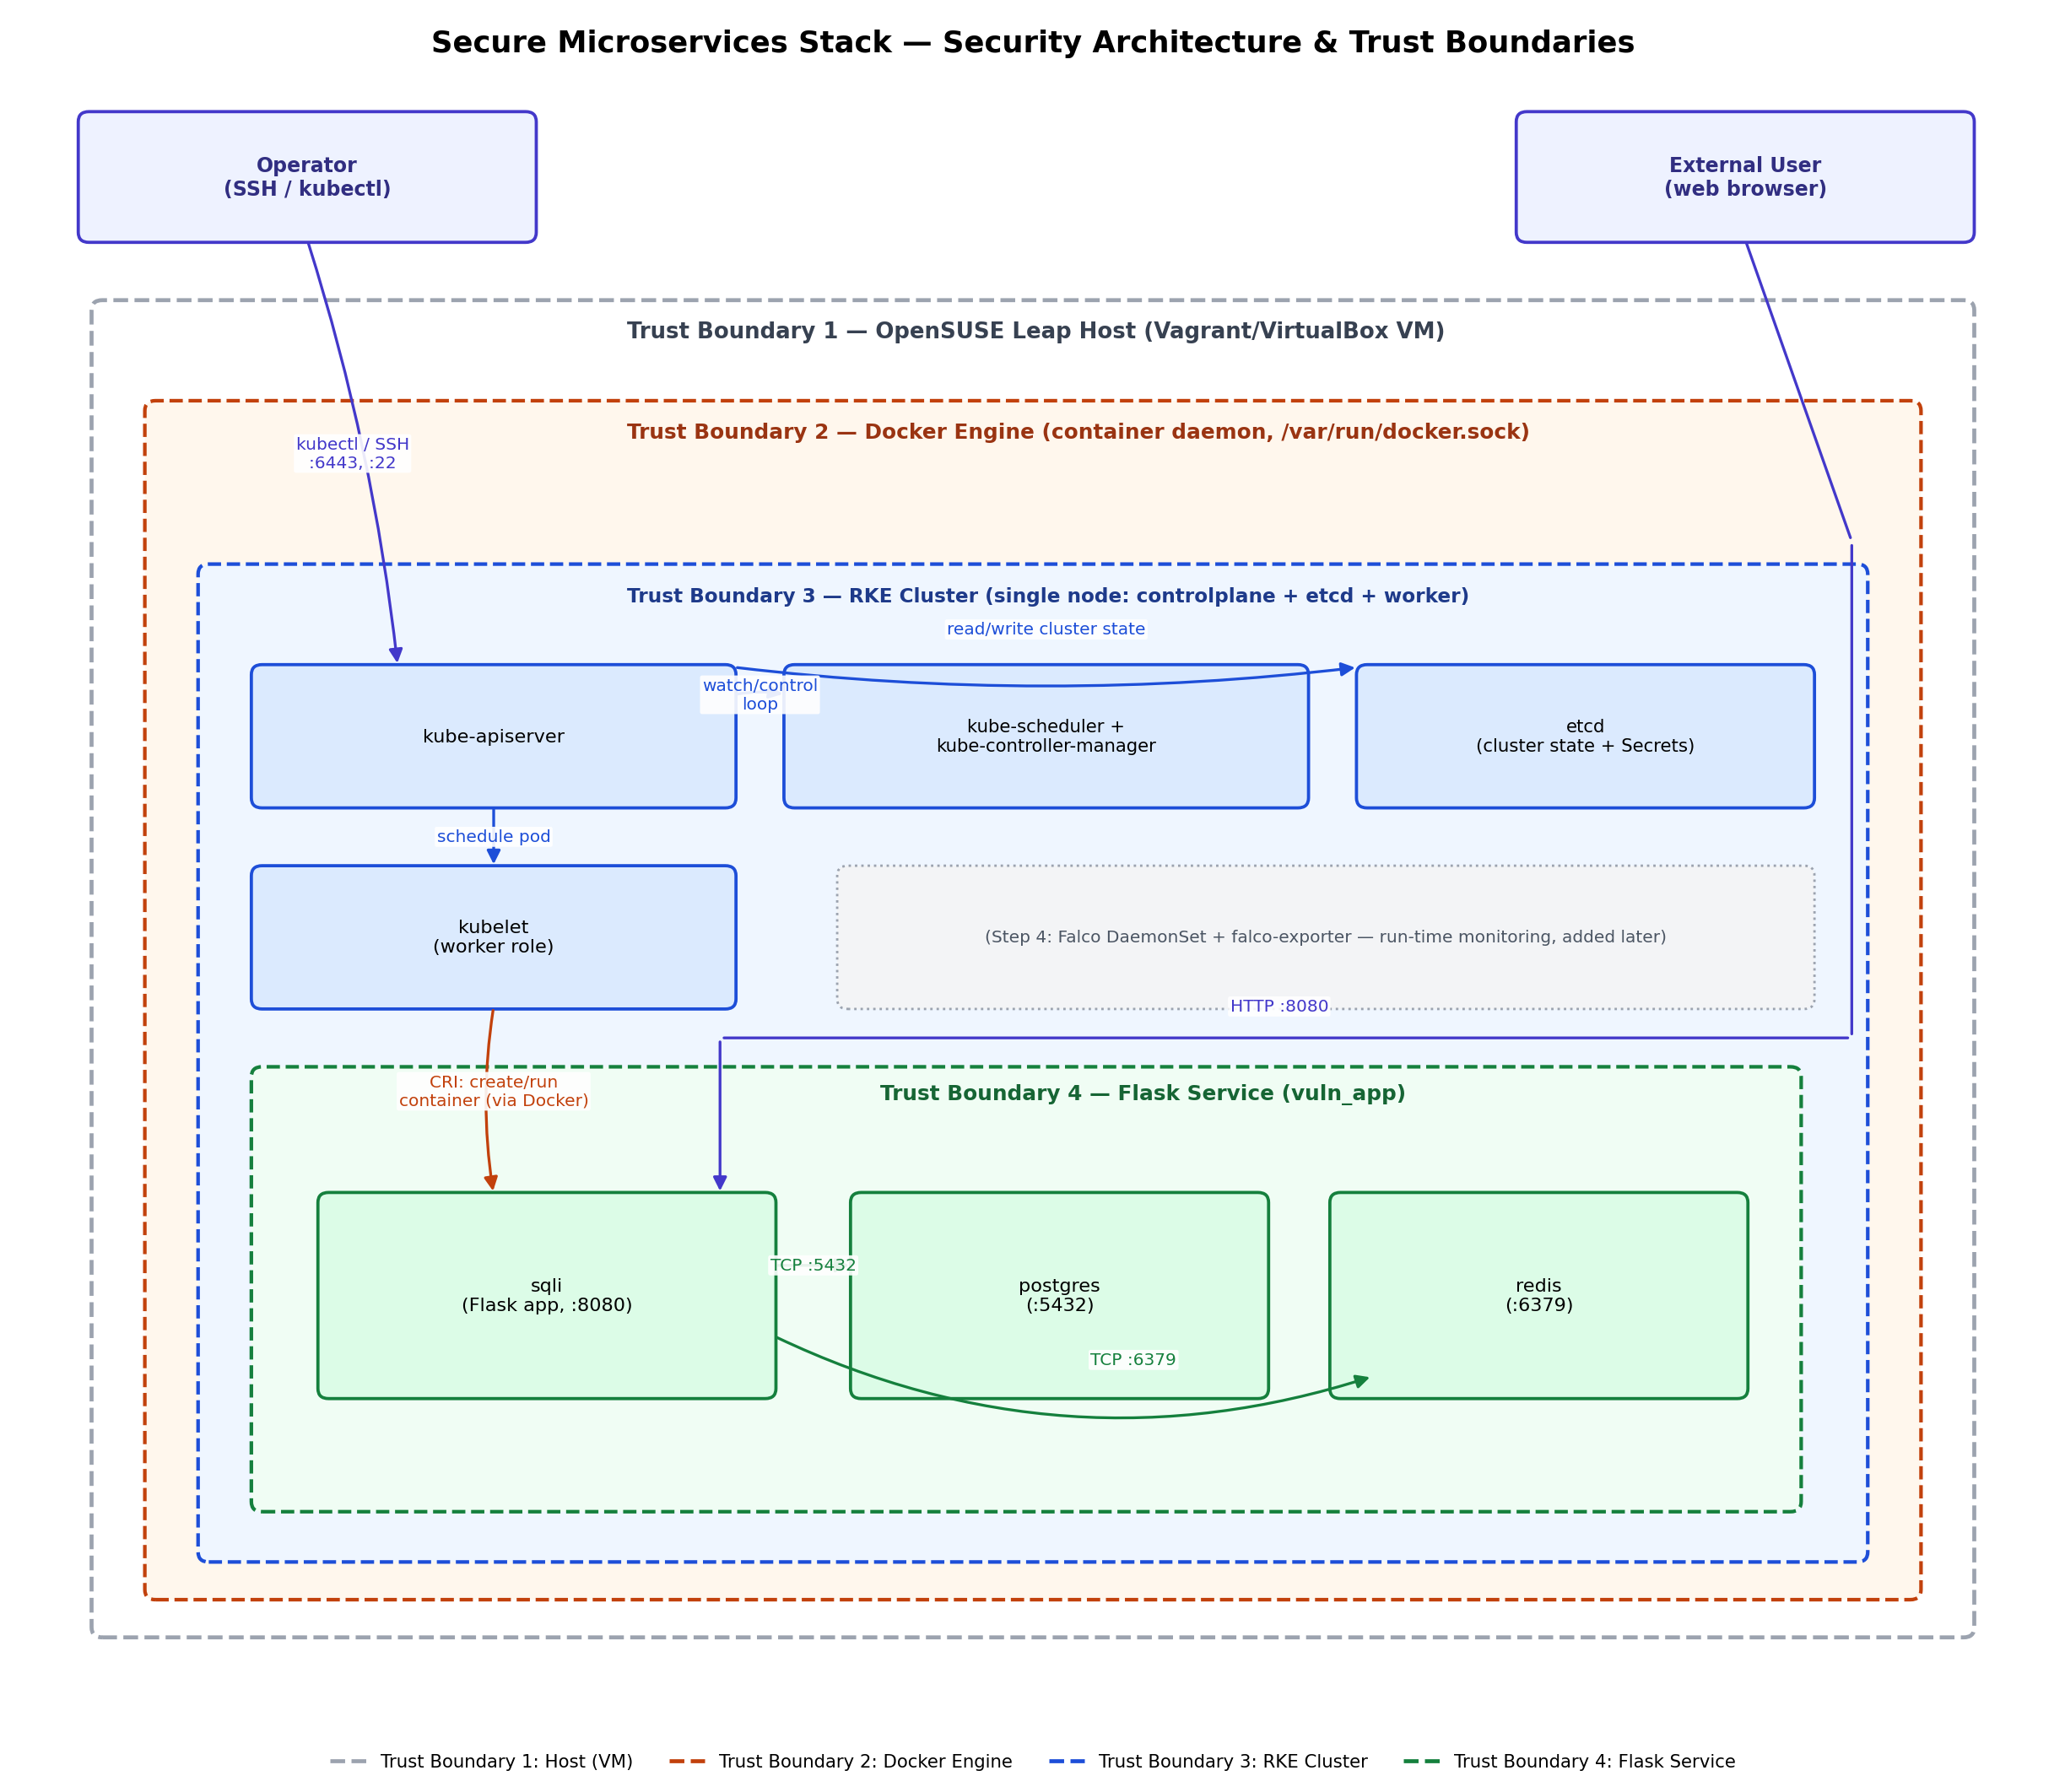 Secure Microservices Stack — Security Architecture & Trust Boundaries
Operator
(SSH / kubectl)
External User
(web browser)
Trust Boundary 1 — OpenSUSE Leap Host (Vagrant/VirtualBox VM)
Trust Boundary 2 — Docker Engine (container daemon, /var/run/docker.sock)
kubectl / SSH
:6443, :22
Trust Boundary 3 — RKE Cluster (single node: controlplane + etcd + worker)
read/write cluster state
watch/control
loop
kube-apiserver
kube-scheduler +
kube-controller-manager
etcd
(cluster state + Secrets)
schedule pod
kubelet
(worker role)
(Step 4: Falco DaemonSet + falco-exporter — run-time monitoring, added later)
HTTP :8080
CRI: create/run
container (via Docker)
Trust Boundary 4 — Flask Service (vuln_app)
TCP :5432
sqli
(Flask app, :8080)
postgres
(:5432)
redis
(:6379)
TCP :6379
Trust Boundary 1: Host (VM)
Trust Boundary 2: Docker Engine
Trust Boundary 3: RKE Cluster
Trust Boundary 4: Flask Service